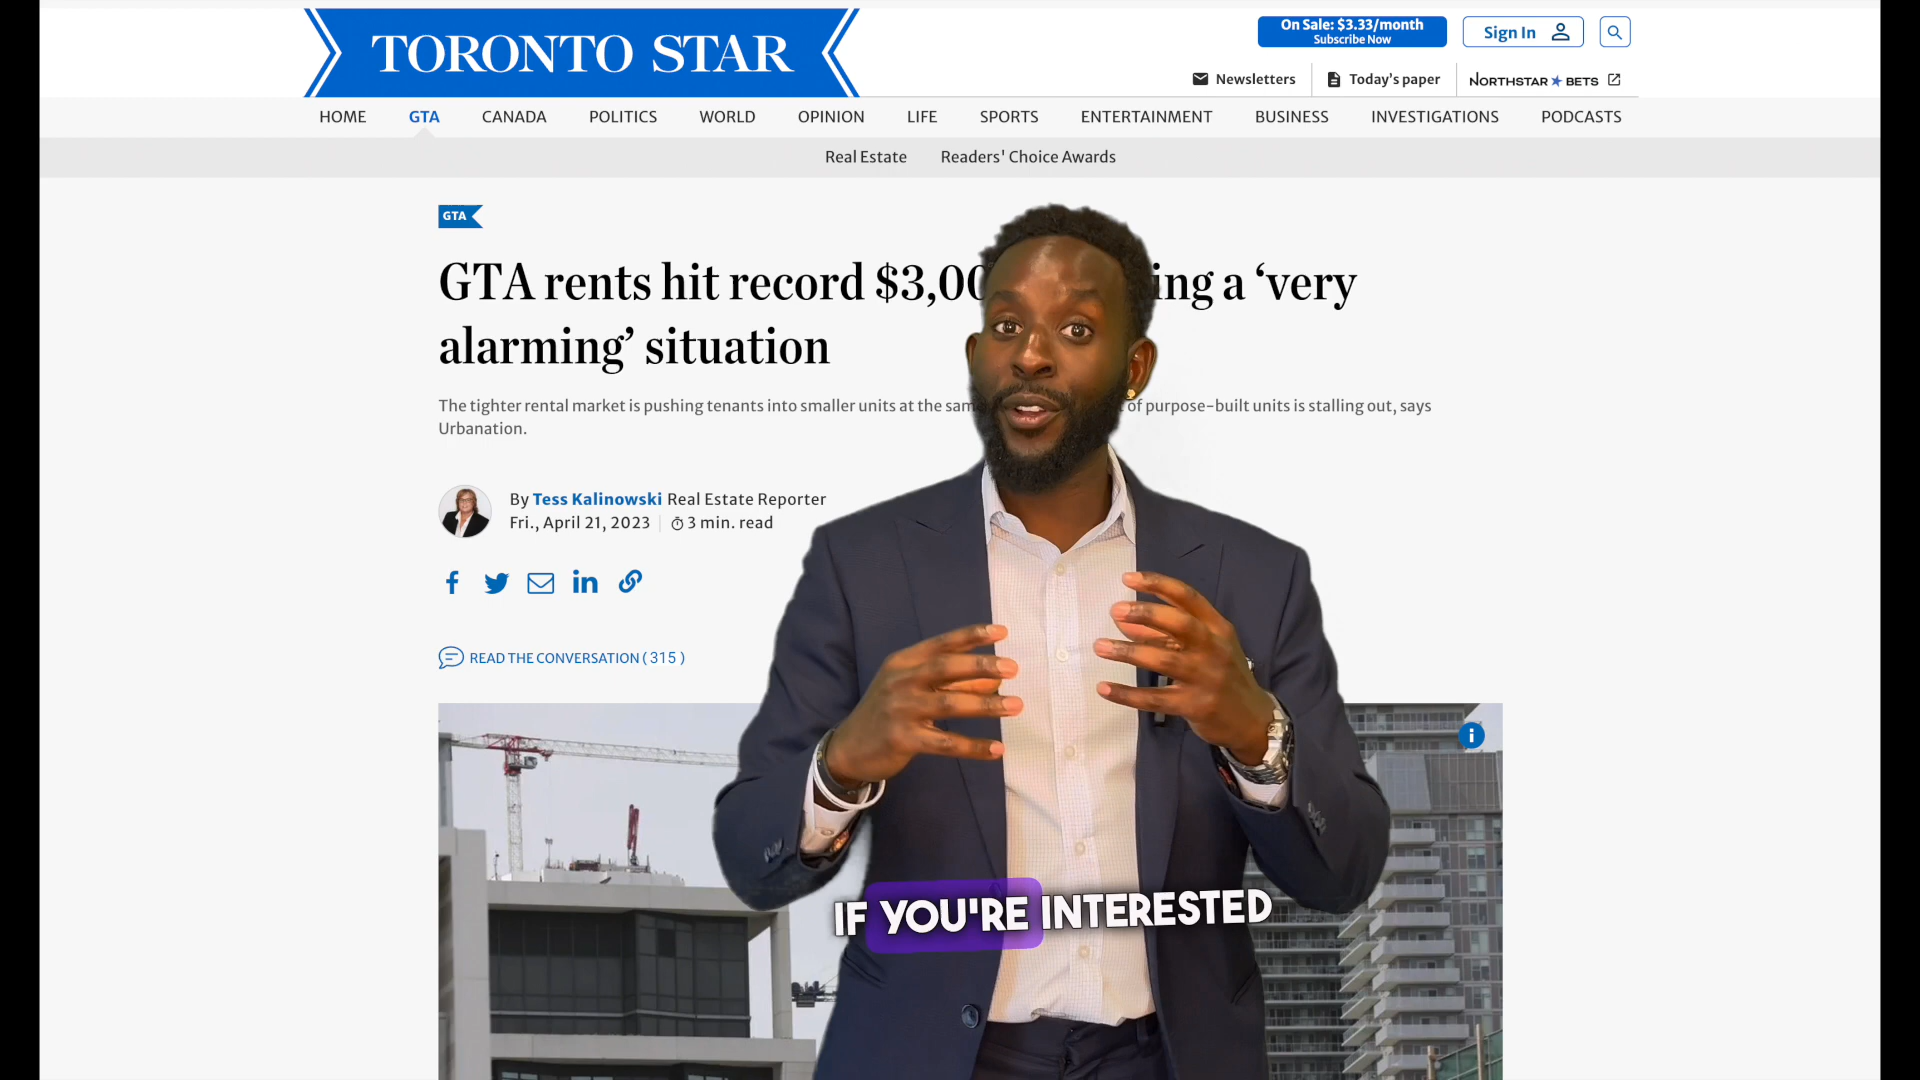 TORONTO STAR
On Sale: $3.33/month
Subscribe Now
Sign In
Newsletters
Today's paper
NORTHSTAR BETS
HOME GTA CANADA POLITICS WORLD OPINION LIFE SPORTS ENTERTAINMENT BUSINESS INVESTIGATIONS PODCASTS
Real Estate Readers' Choice Awards
GTA
GTA rents hit record $3,00 ing a ‘very
alarming’ situation
The tighter rental market is pushing tenants into smaller units at the sam of purpose-built units is stalling out, says
Urbanation.
By Tess Kalinowski Real Estate Reporter
Fri., April 21, 2023 3 min. read
READ THE CONVERSATION ( 315 )
IF YOU'RE INTERESTED